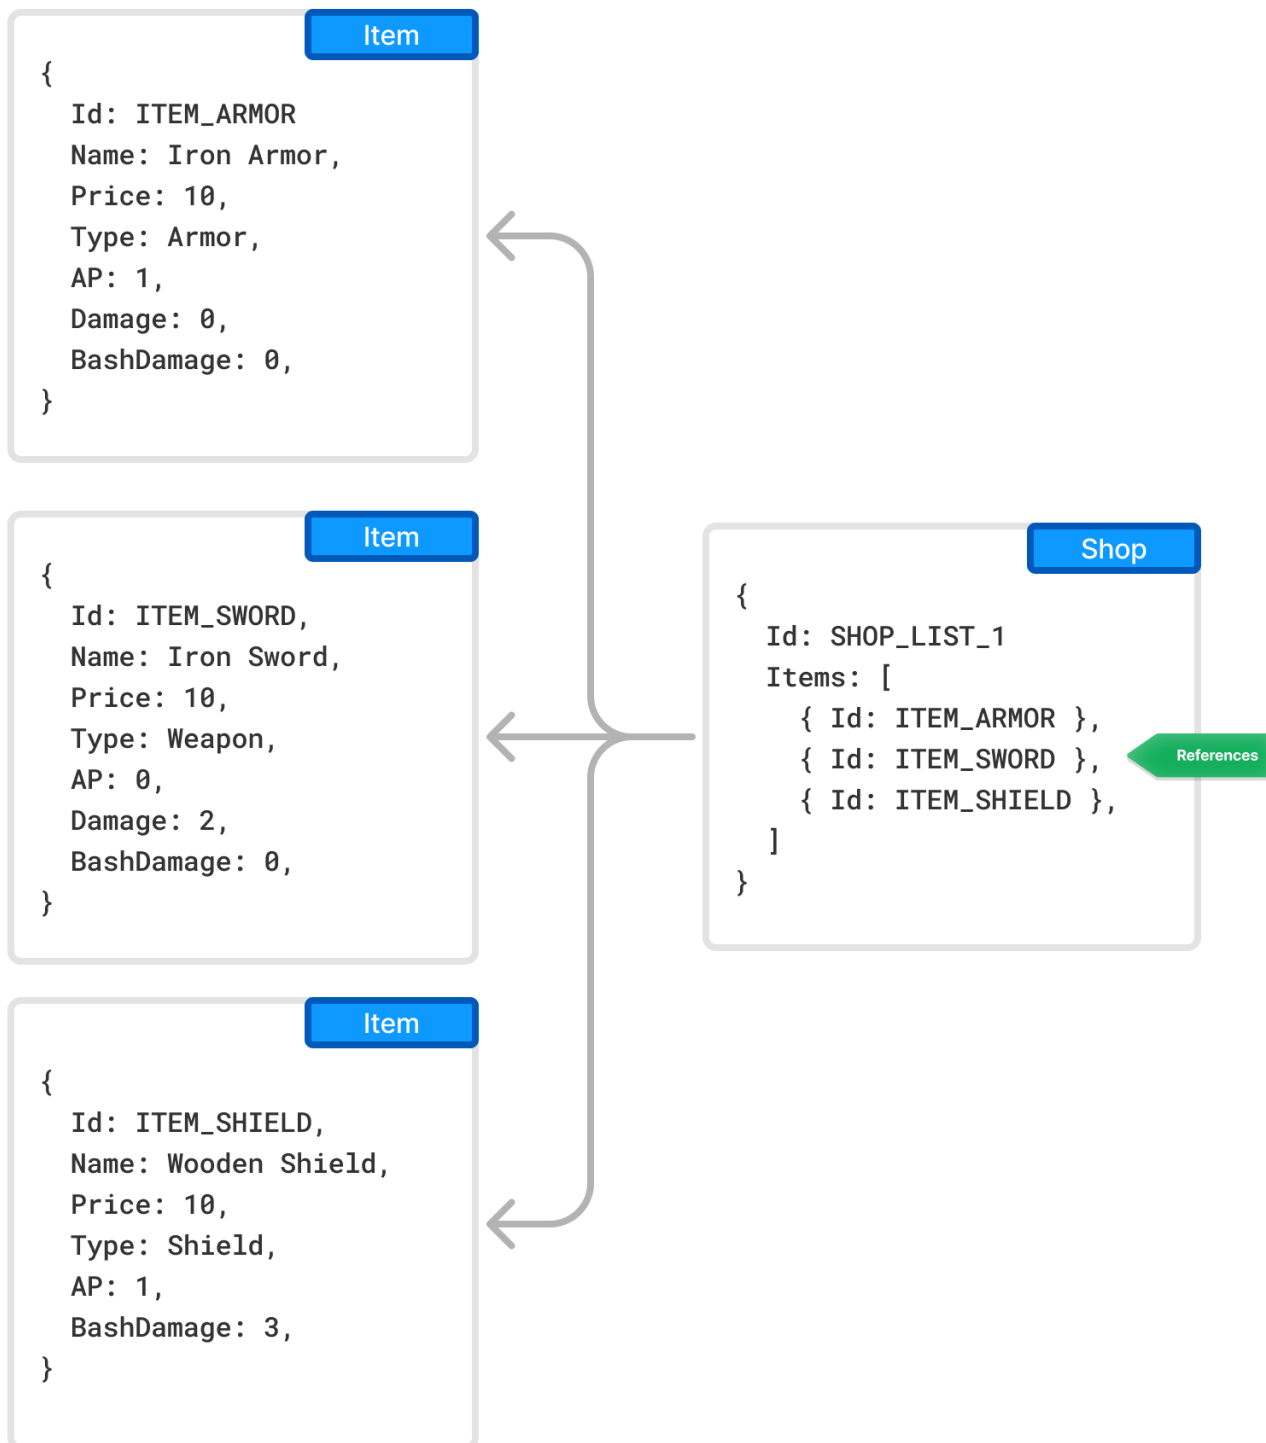 Item
{
Id: ITEM_ARMOR
Name: Iron Armor,
Price: 10,
Type: Armor,
AP: 1,
Damage: 0,
BashDamage: 0,
}
Item
{
Id: ITEM_SWORD,
Name: Iron Sword,
Price: 10,
Type: Weapon,
AP: 0,
Damage: 2,
BashDamage: 0,
}
Item
{
Id: ITEM_SHIELD,
Name: Wooden Shield,
Price: 10,
Type: Shield,
AP: 1,
BashDamage: 3,
}
Shop
{
Id: SHOP_LIST_1
Items: [
{ Id: ITEM_ARMOR },
{ Id: ITEM_SWORD },
{ Id: ITEM_SHIELD },
]
}
References